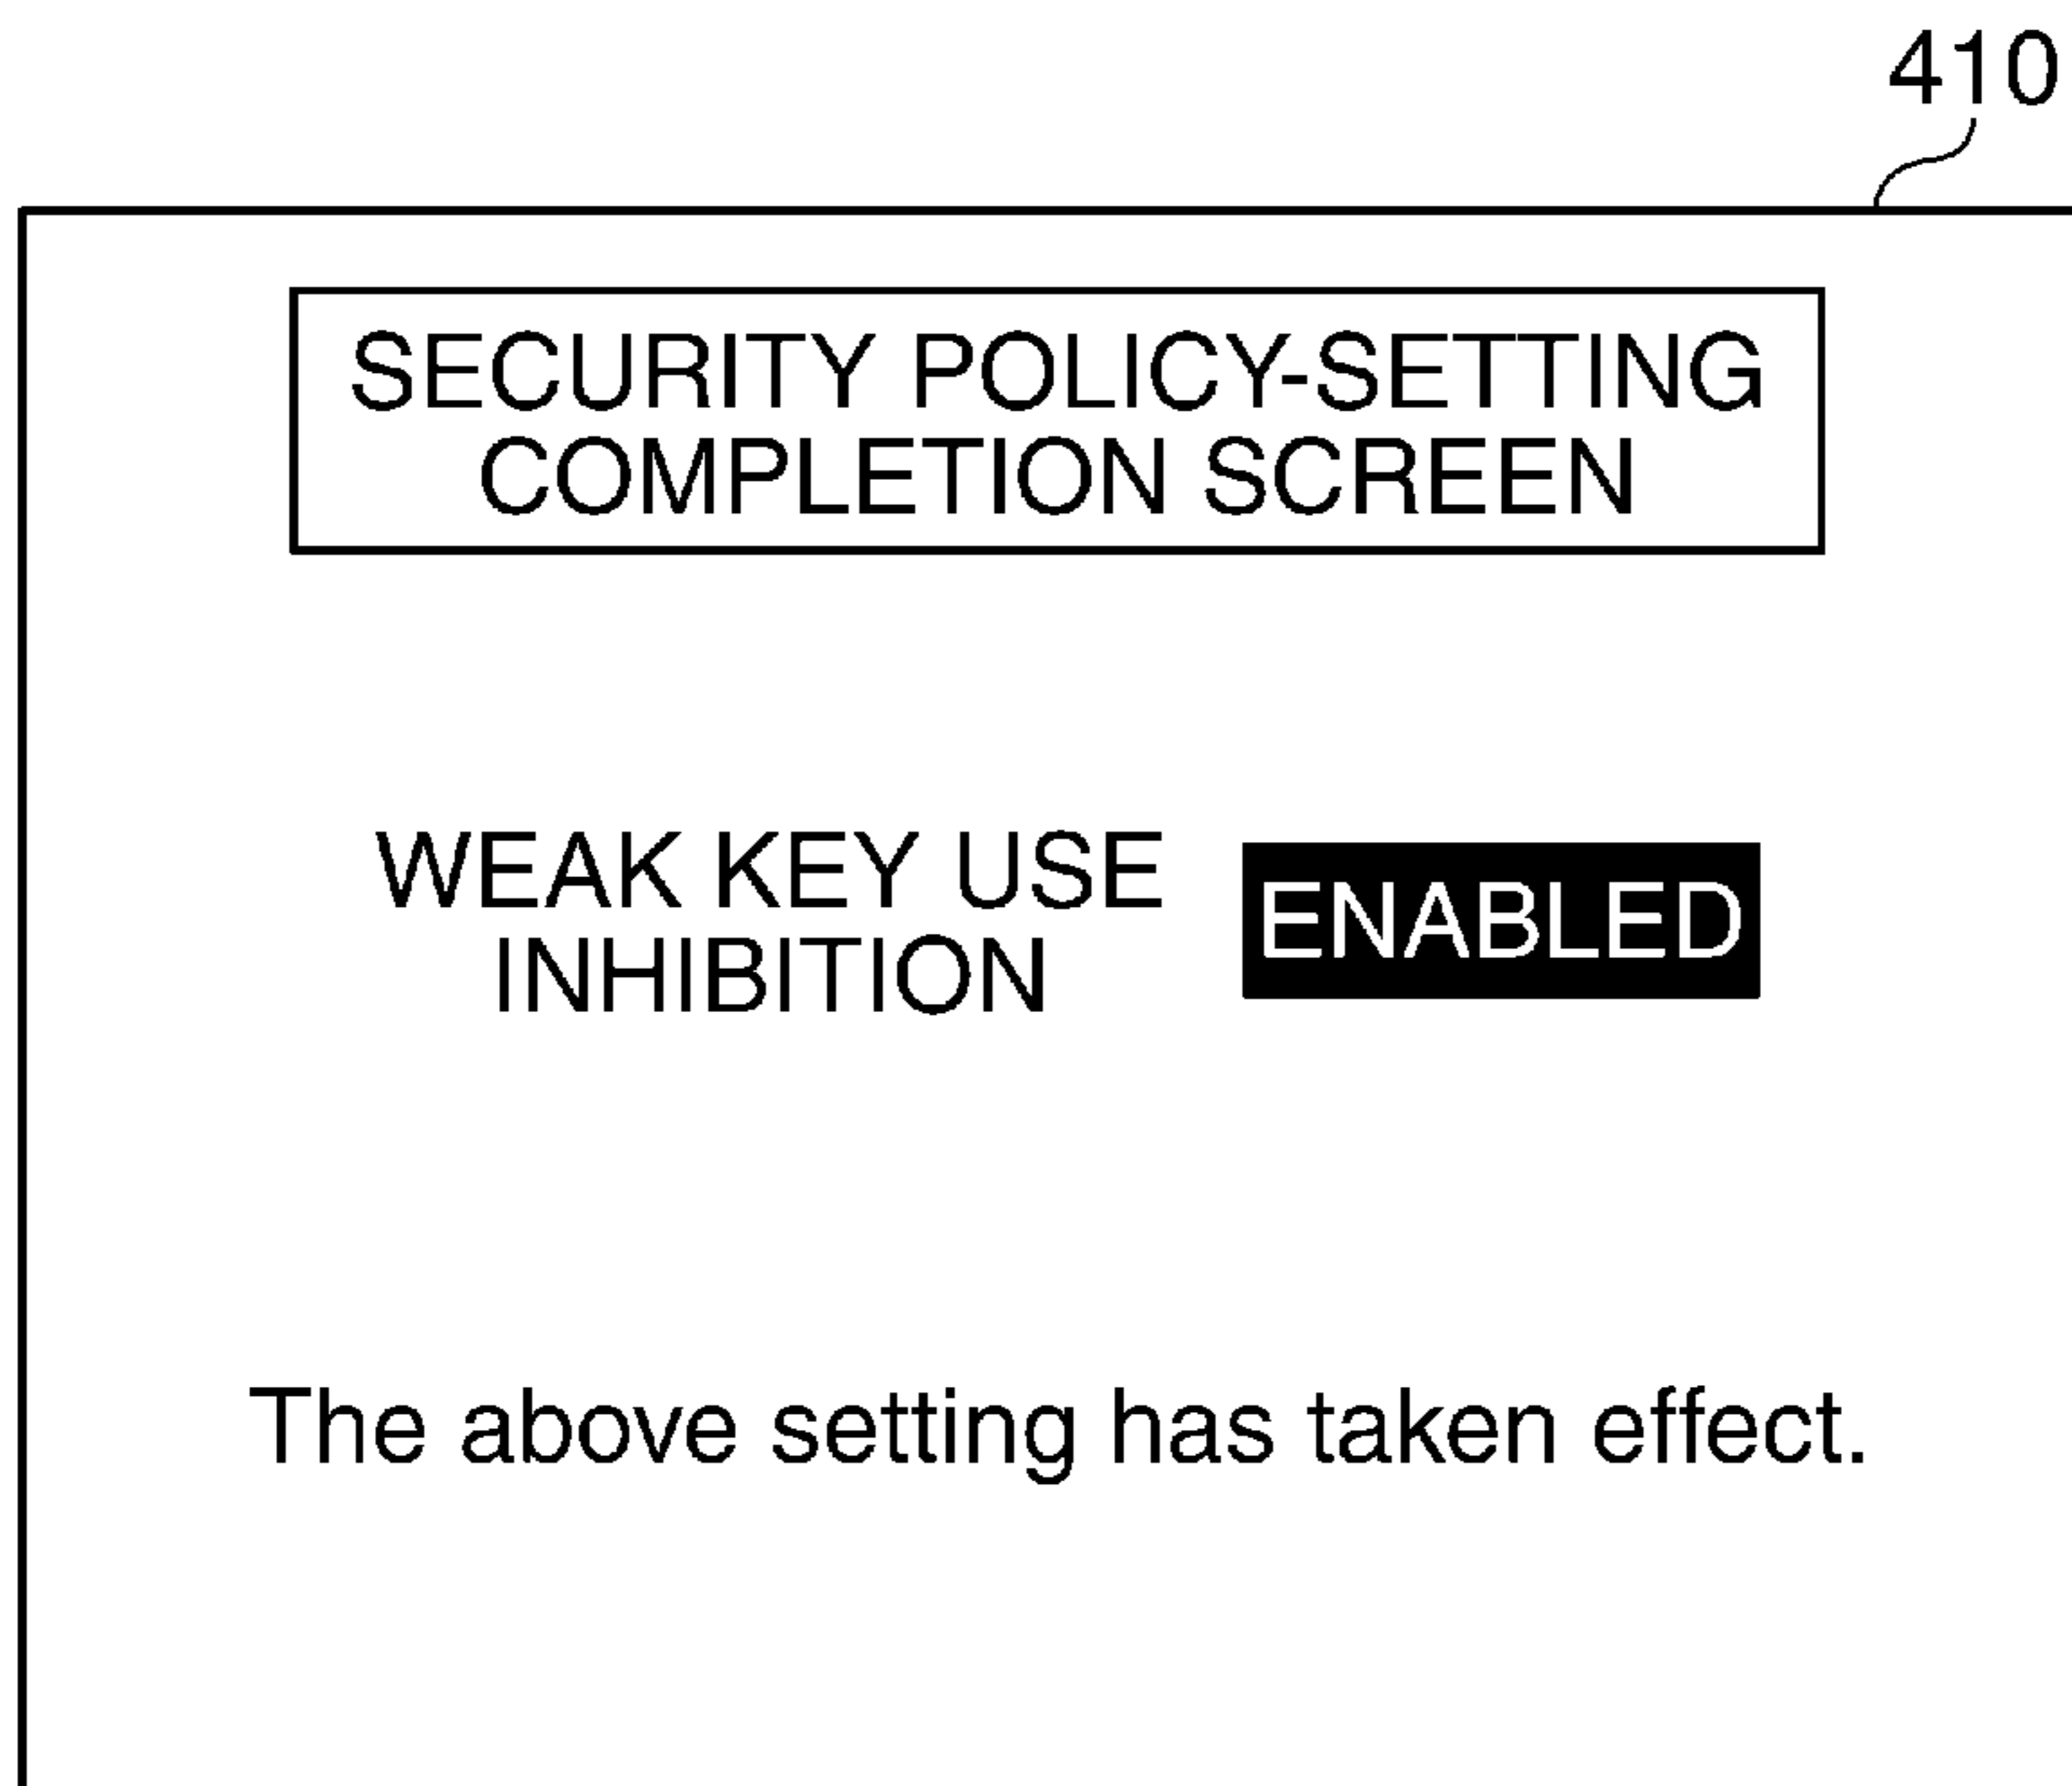 410
SECURITY POLICY-SETTING
COMPLETION SCREEN
WEAK KEY USE
INHIBITION
ENABLED
The above setting has taken effect.